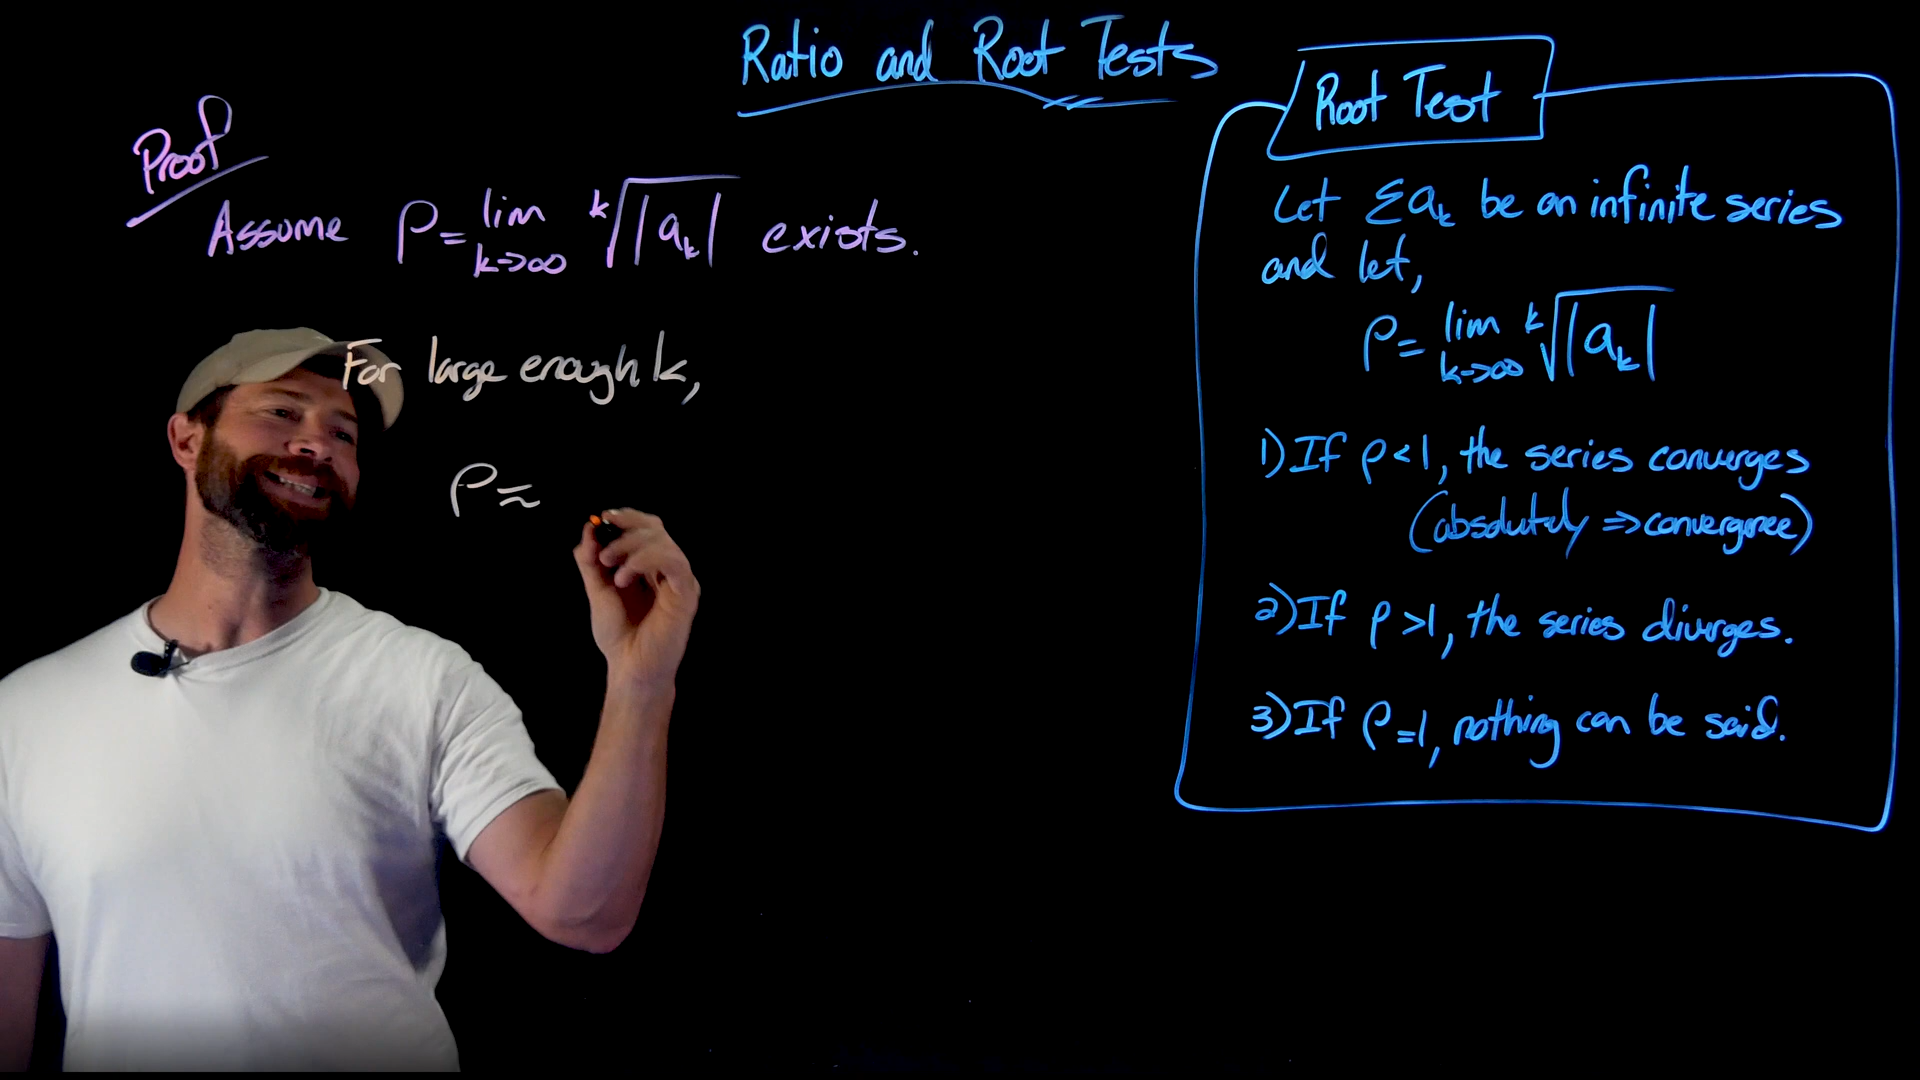 Ratio and Root Tests
Proof
Assume ρ = lim k→∞ ᵏ√|aₖ| exists.
For large enough k,
ρ ≈
Root Test
Let Σaₖ be an infinite series
and let,
ρ = lim k→∞ ᵏ√|aₖ|
1) If ρ < 1, the series converges
(absolutely ⇒ convergence)
2) If ρ > 1, the series diverges.
3) If ρ = 1, nothing can be said.